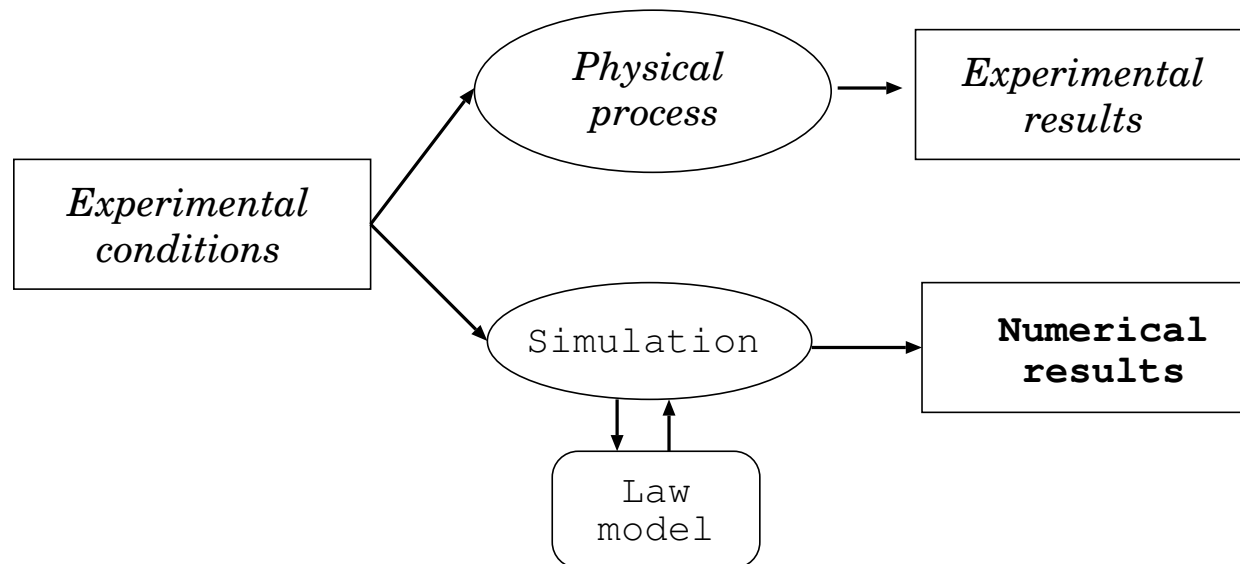 Physical
process
Experimental
results
Experimental
conditions
Simulation
Numerical
results
Law
model